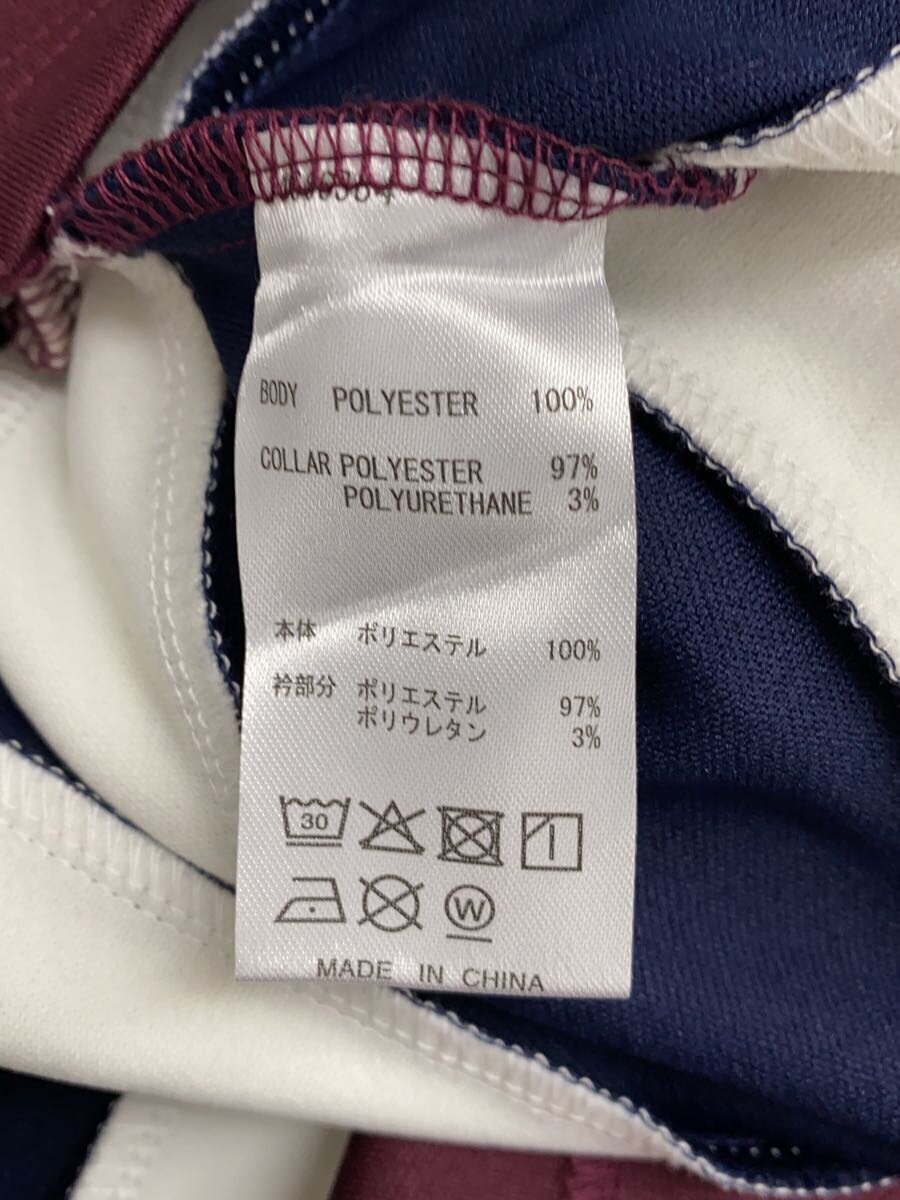 BODY POLYESTER 100%
COLLAR POLYESTER 97%
POLYURETHANE 3%
本体 ポリエステル 100%
衿部分 ポリエステル 97%
ポリウレタン 3%
30
W
MADE IN CHINA